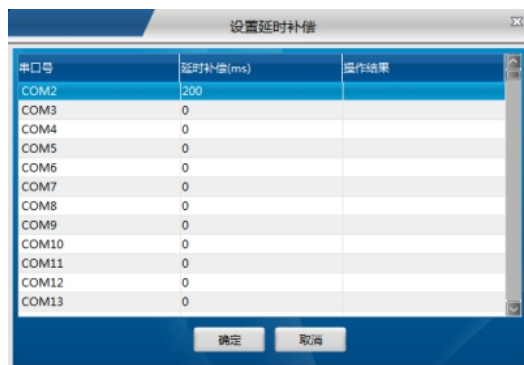 设置延时补偿
串口号 延时补偿(ms) 操作结果
COM2 200
COM3 0
COM4 0
COM5 0
COM6 0
COM7 0
COM8 0
COM9 0
COM10 0
COM11 0
COM12 0
COM13 0
确定 取消